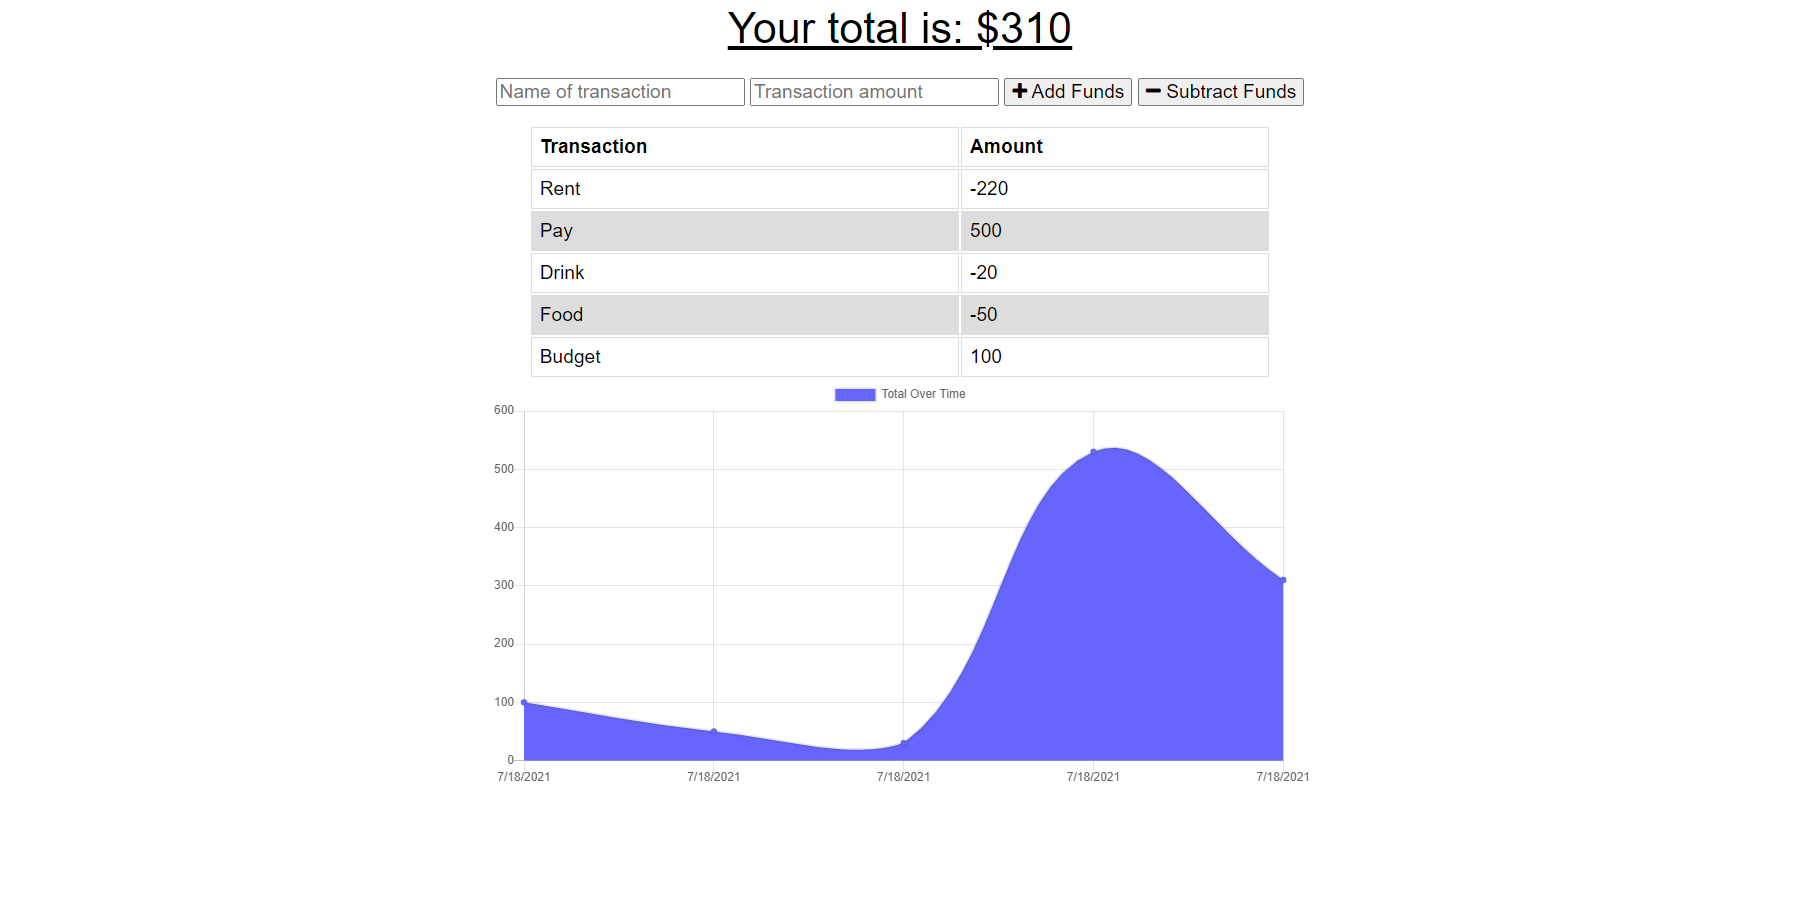 Your total is: $310
Name of transaction Transaction amount Add Funds Subtract Funds
Transaction Amount
Rent -220
Pay 500
Drink -20
Food -50
Budget 100
Total Over Time
600
500
400
300
200
100
0
7/18/2021 7/18/2021 7/18/2021 7/18/2021 7/18/2021